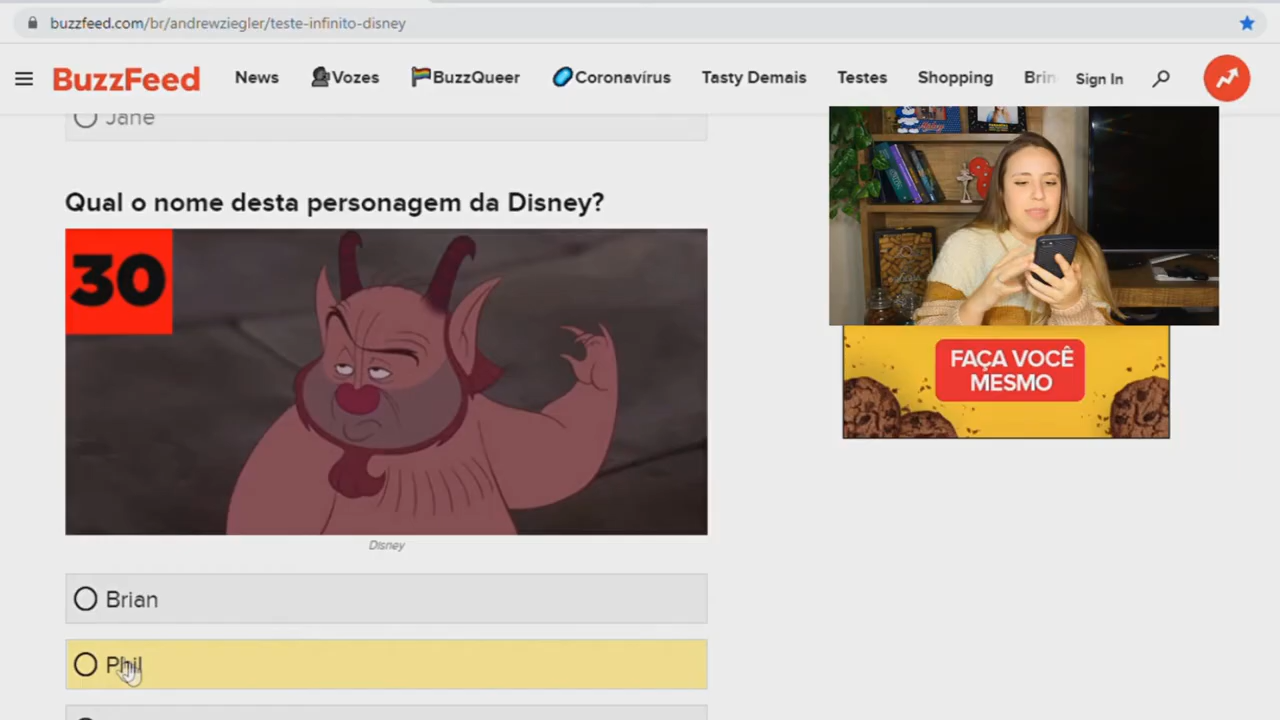 buzzfeed.com/br/andrewziegler/teste-infinito-disney
BuzzFeed
News
Vozes
BuzzQueer
Coronavírus
Tasty Demais
Testes
Shopping
Brin
Sign In
Jane
Qual o nome desta personagem da Disney?
30
Disney
Brian
Phil
FAÇA VOCÊ
MESMO